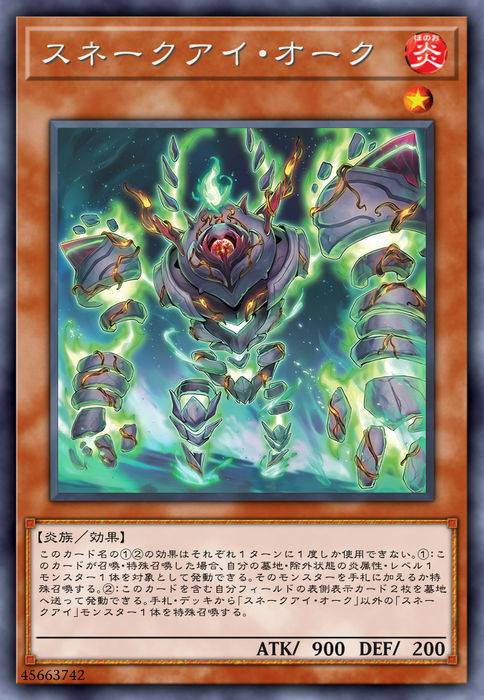 スネークアイ・オーク
ほのお
炎
【炎族／効果】
このカード名の①②の効果はそれぞれ１ターンに１度しか使用できない。①：こ
のカードが召喚・特殊召喚した場合、自分の墓地・除外状態の炎属性・レベル１
モンスター１体を対象として発動できる。そのモンスターを手札に加えるか特
殊召喚する。②：このカードを含む自分フィールドの表側表示カード２枚を墓地
へ送って発動できる。手札・デッキから「スネークアイ・オーク」以外の「スネー
クアイ」モンスター１体を特殊召喚する。
ATK/ 900 DEF/ 200
45663742